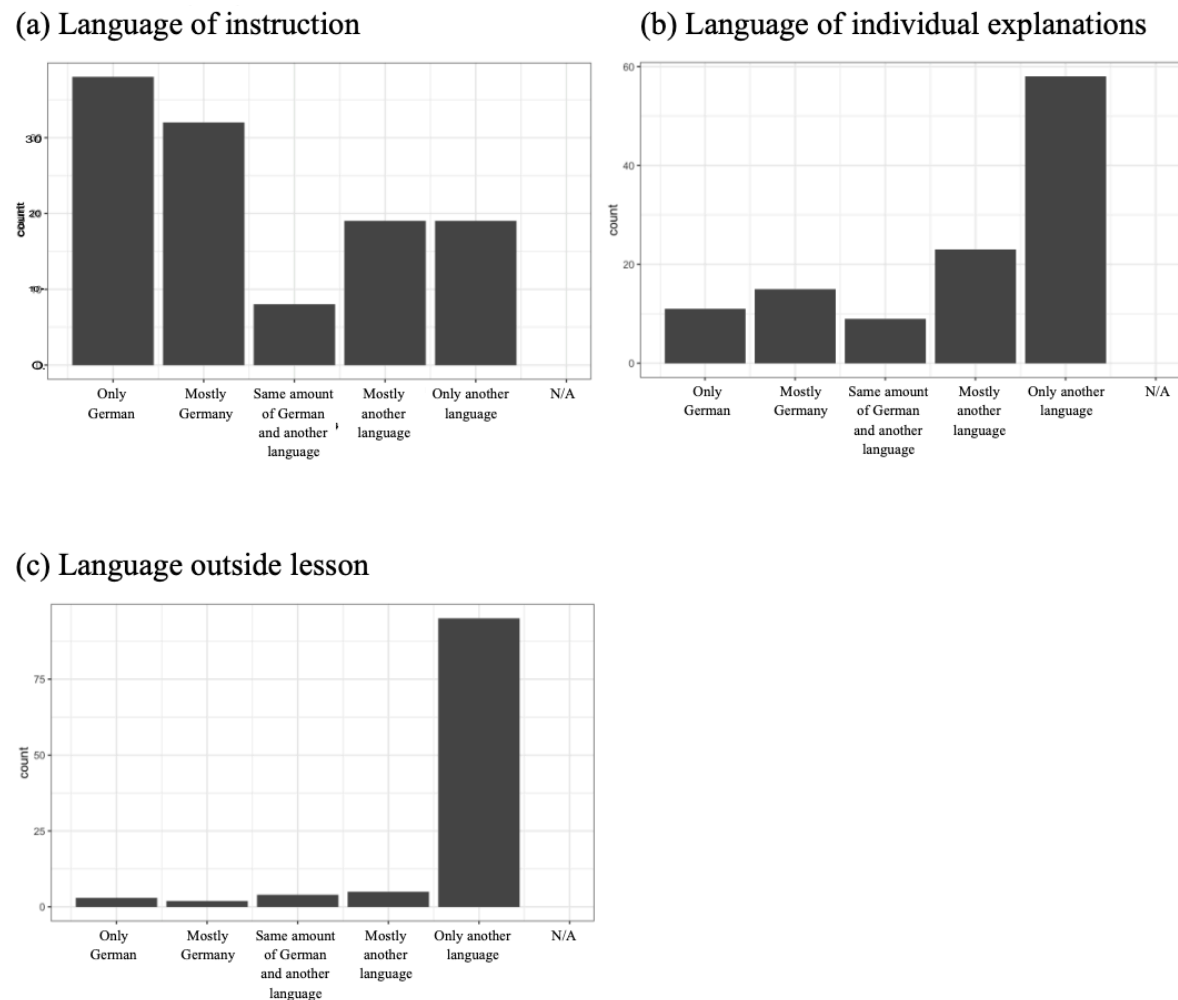 (a) Language of instruction
30
20
10
0
count
Only
German
Mostly
Germany
Same amount
of German
and another
language
Mostly
another
language
Only another
language
N/A
(b) Language of individual explanations
60
40
20
0
count
Only
German
Mostly
Germany
Same amount
of German
and another
language
Mostly
another
language
Only another
language
N/A
(c) Language outside lesson
75
50
25
0
count
Only
German
Mostly
Germany
Same amount
of German
and another
language
Mostly
another
language
Only another
language
N/A